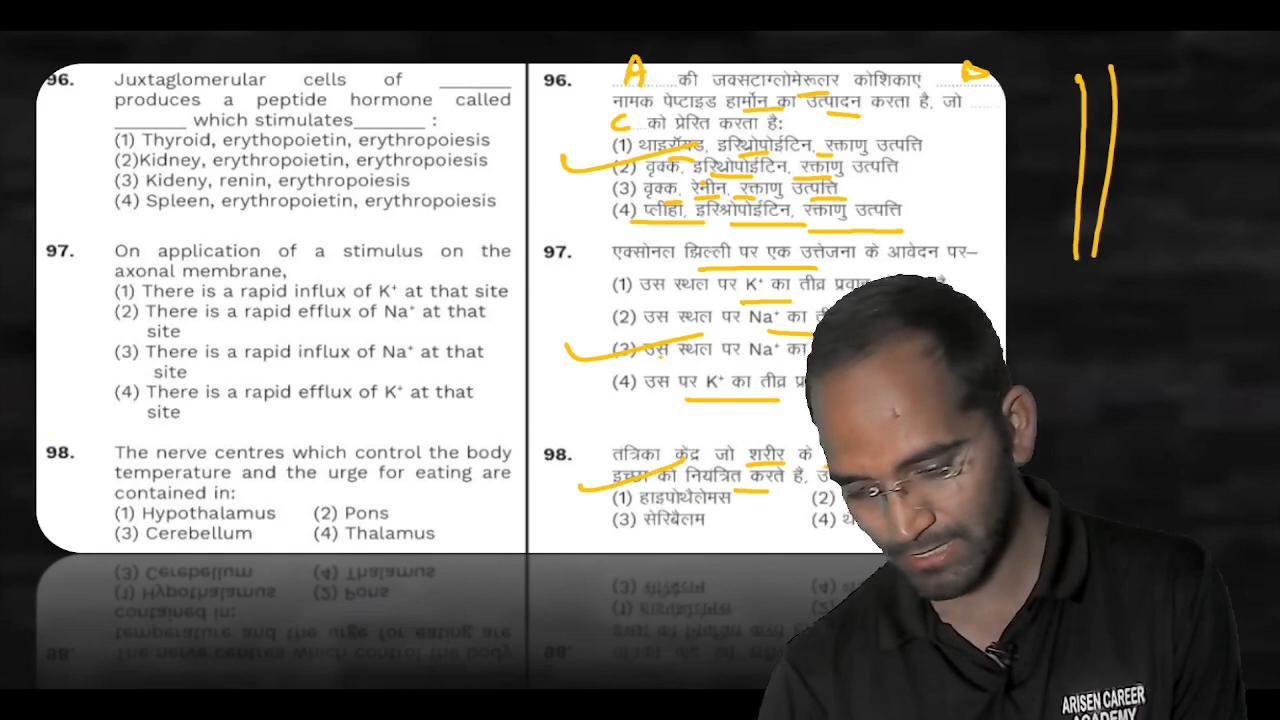 96.
Juxtaglomerular cells of _______
produces a peptide hormone called
_______ which stimulates_______ :
(1) Thyroid, erythopoietin, erythropoiesis
(2)Kidney, erythropoietin, erythropoiesis
(3) Kideny, renin, erythropoiesis
(4) Spleen, erythropoietin, erythropoiesis
97.
On application of a stimulus on the
axonal membrane,
(1) There is a rapid influx of K⁺ at that site
(2) There is a rapid efflux of Na⁺ at that
site
(3) There is a rapid influx of Na⁺ at that
site
(4) There is a rapid efflux of K⁺ at that
site
98.
The nerve centres which control the body
temperature and the urge for eating are
contained in:
(1) Hypothalamus (2) Pons
(3) Cerebellum (4) Thalamus
96.
A ..........की जक्सटाग्लोमेरूलर कोशिकाएं ..........
नामक पेप्टाइड हार्मोन का उत्पादन करता है, जो ......
C ....को प्रेरित करता है:
(1) थाइरॉयड, इरिथ्रोपोईटिन, रक्ताणु उत्पत्ति
(2) वृक्क, इरिथ्रोपोईटिन, रक्ताणु उत्पत्ति
(3) वृक्क, रेनीन, रक्ताणु उत्पत्ति
(4) प्लीहा, इरिश्रोपोईटिन, रक्ताणु उत्पत्ति
97.
एक्सोनल झिल्ली पर एक उत्तेजना के आवेदन पर–
(1) उस स्थल पर K⁺ का तीव्र
(2) उस स्थल पर Na⁺ का
(3) उस स्थल पर Na⁺ का
(4) उस पर K⁺ का तीव्र
98.
तंत्रिका केंद्र जो शरीर के
इच्छा को नियंत्रित करते हैं,
(1) हाइपोथैलेमस (2)
(3) सेरिबैलम (4)
ARISEN CAREER
ACADEMY